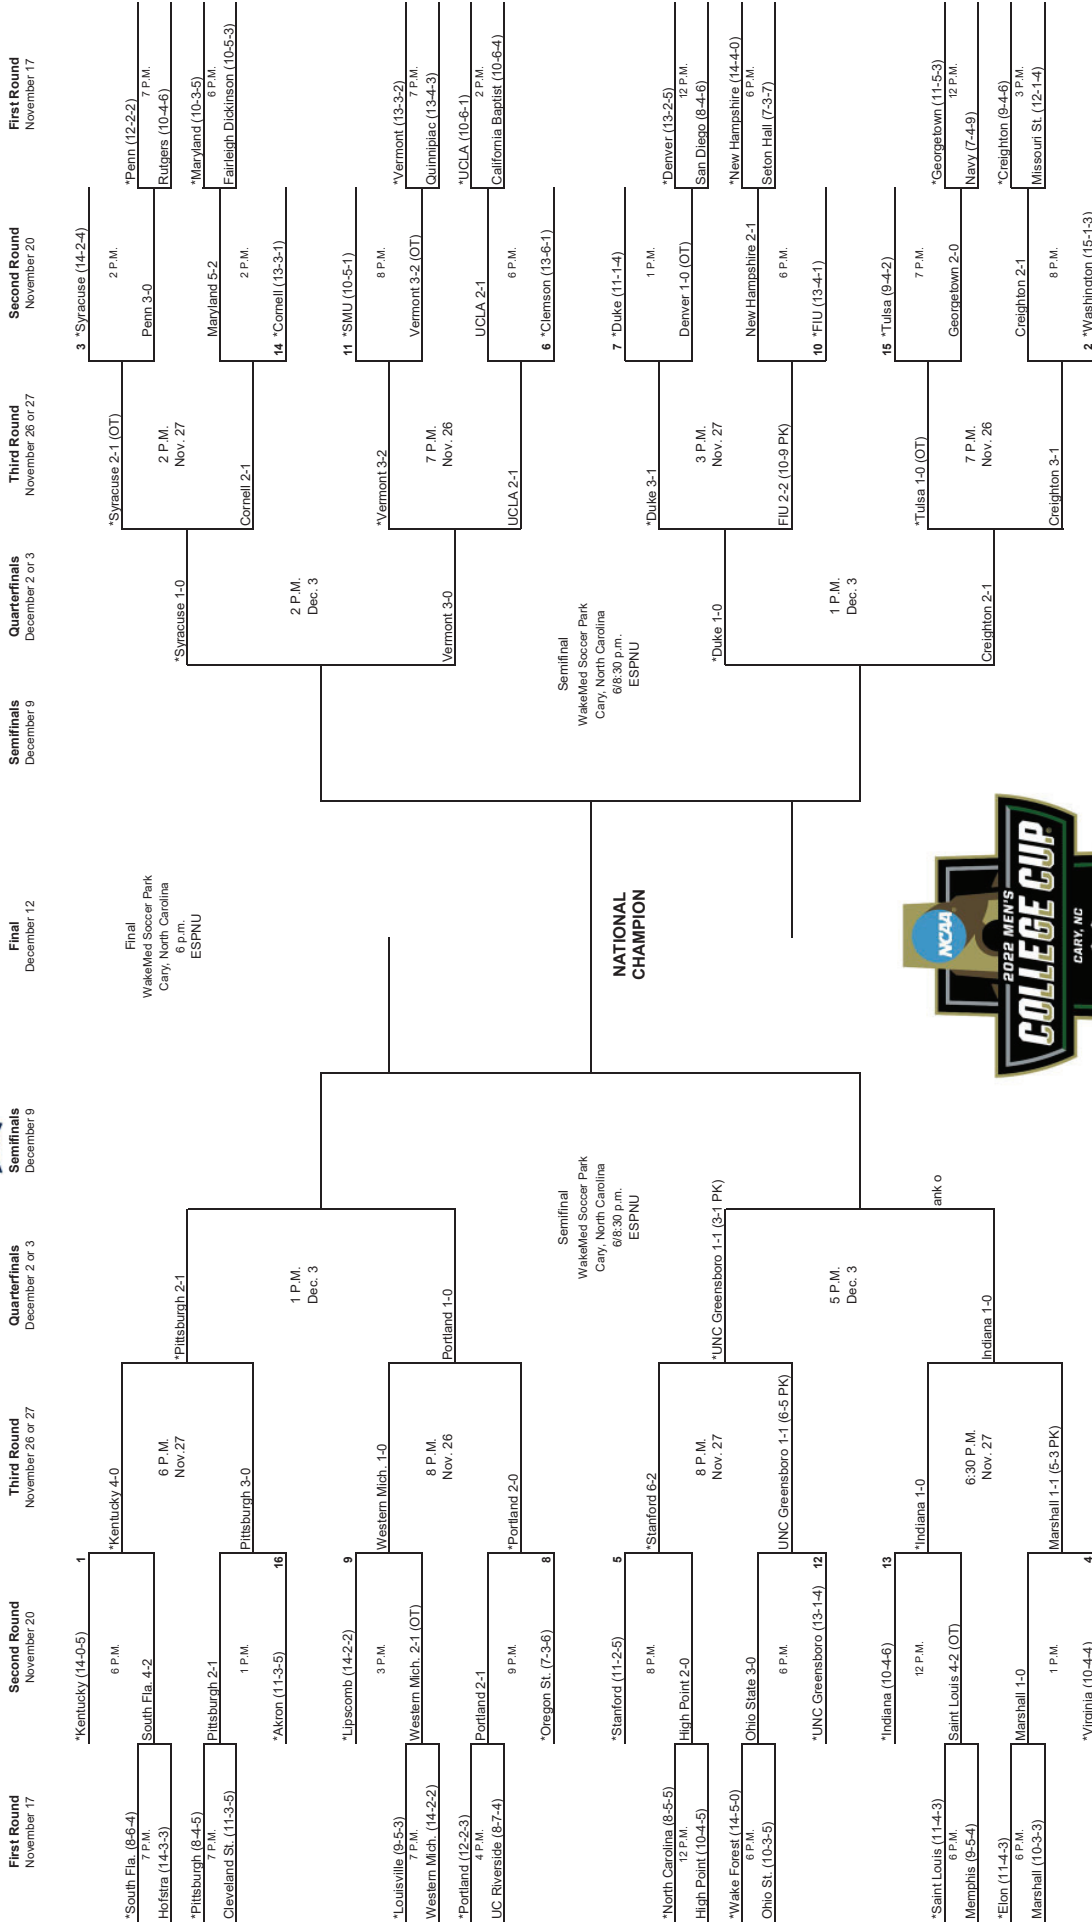 First Round
November 17
Second Round
November 20
Third Round
November 26 or 27
Quarterfinals
December 2 or 3
Semifinals
December 9
Final
December 12
Semifinals
December 9
Quarterfinals
December 2 or 3
Third Round
November 26 or 27
Second Round
November 20
First Round
November 17
*Kentucky (14-0-5)
1
6 P.M.
*South Fla. (8-6-4)
7 P.M.
Hofstra (14-3-3)
South Fla. 4-2
*Kentucky 4-0
6 P.M.
Nov.27
*Pittsburgh (8-4-5)
7 P.M.
Cleveland St. (11-3-5)
Pittsburgh 2-1
1 P.M.
*Akron (11-3-5)
16
Pittsburgh 3-0
*Pittsburgh 2-1
1 P.M.
Dec. 3
*Lipscomb (14-2-2)
9
3 P.M.
*Louisville (9-5-3)
7 P.M.
Western Mich. (14-2-2)
Western Mich. 2-1 (OT)
Western Mich. 1-0
8 P.M.
Nov. 26
*Portland (12-2-3)
4 P.M.
UC Riverside (8-7-4)
Portland 2-1
9 P.M.
*Oregon St. (7-3-6)
8
*Portland 2-0
Portland 1-0
Semifinal
WakeMed Soccer Park
Cary, North Carolina
6/8:30 p.m.
ESPNU
*Stanford (11-2-5)
5
8 P.M.
*North Carolina (8-5-5)
12 P.M.
High Point (10-4-5)
High Point 2-0
*Stanford 6-2
8 P.M.
Nov. 27
*Wake Forest (14-5-0)
6 P.M.
Ohio St. (10-3-5)
Ohio State 3-0
6 P.M.
*UNC Greensboro (13-1-4)
12
UNC Greensboro 1-1 (6-5 PK)
*UNC Greensboro 1-1 (3-1 PK)
5 P.M.
Dec. 3
*Indiana (10-4-6)
13
12 P.M.
*Saint Louis (11-4-3)
6 P.M.
Memphis (9-5-4)
Saint Louis 4-2 (OT)
*Indiana 1-0
6:30 P.M.
Nov. 27
*Elon (11-4-3)
6 P.M.
Marshall (10-3-3)
Marshall 1-0
1 P.M.
*Virginia (10-4-4)
4
Marshall 1-1 (5-3 PK)
Indiana 1-0
ank o
Final
WakeMed Soccer Park
Cary, North Carolina
6 p.m.
ESPNU
NATIONAL
CHAMPION
NCAA
2022 MEN'S
COLLEGE CUP
CARY, NC
3 *Syracuse (14-2-4)
2 P.M.
*Penn (12-2-2)
7 P.M.
Rutgers (10-4-6)
Penn 3-0
*Syracuse 2-1 (OT)
2 P.M.
Nov. 27
*Maryland (10-3-5)
6 P.M.
Fairleigh Dickinson (10-5-3)
Maryland 5-2
2 P.M.
14 *Cornell (13-3-1)
Cornell 2-1
*Syracuse 1-0
2 P.M.
Dec. 3
11 *SMU (10-5-1)
8 P.M.
*Vermont (13-3-2)
7 P.M.
Quinnipiac (13-4-3)
Vermont 3-2 (OT)
*Vermont 3-2
7 P.M.
Nov. 26
*UCLA (10-6-1)
2 P.M.
California Baptist (10-6-4)
UCLA 2-1
6 P.M.
6 *Clemson (13-6-1)
UCLA 2-1
Vermont 3-0
Semifinal
WakeMed Soccer Park
Cary, North Carolina
6/8:30 p.m.
ESPNU
7 *Duke (11-1-4)
1 P.M.
*Denver (13-2-5)
12 P.M.
San Diego (8-4-6)
Denver 1-0 (OT)
*Duke 3-1
3 P.M.
Nov. 27
*New Hampshire (14-4-0)
6 P.M.
Seton Hall (7-3-7)
New Hampshire 2-1
6 P.M.
10 *FIU (13-4-1)
FIU 2-2 (10-9 PK)
*Duke 1-0
1 P.M.
Dec. 3
15 *Tulsa (9-4-2)
7 P.M.
*Georgetown (11-5-3)
12 P.M.
Navy (7-4-9)
Georgetown 2-0
*Tulsa 1-0 (OT)
7 P.M.
Nov. 26
*Creighton (9-4-6)
3 P.M.
Missouri St. (12-1-4)
Creighton 2-1
8 P.M.
2 *Washington (15-1-3)
Creighton 3-1
Creighton 2-1